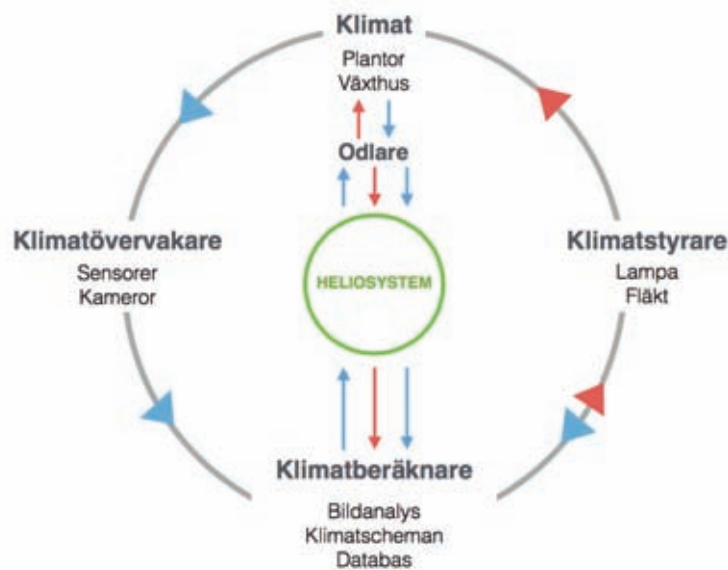 Klimat
Plantor
Växthus
Odlare
Klimatövervakare
Sensorer
Kameror
HELIOSYSTEM
Klimatstyrare
Lampa
Fläkt
Klimatberäknare
Bildanalys
Klimatscheman
Databas